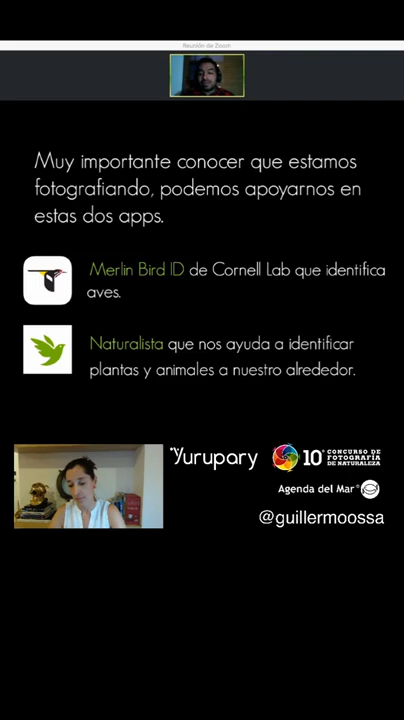 Reunión de Zoom
Muy importante conocer que estamos
fotografiando, podemos apoyarnos en
estas dos apps.
Merlin Bird ID de Cornell Lab que identifica
aves.
Naturalista que nos ayuda a identificar
plantas y animales a nuestro alrededor.
Yurupary
10° CONCURSO DE
FOTOGRAFÍA
DE NATURALEZA
Agenda del Mar
@guillermoossa